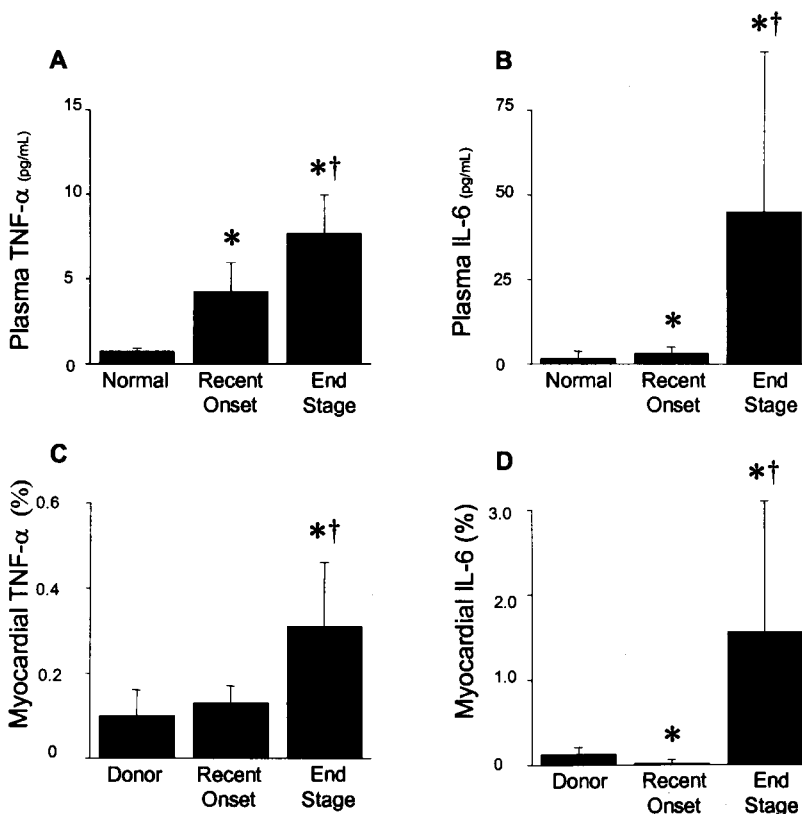 A
Plasma TNF-α (pg/mL)
15
10
5
0
*
*†
Normal
Recent
Onset
End
Stage
B
Plasma IL-6 (pg/mL)
75
50
25
0
*
*†
Normal
Recent
Onset
End
Stage
C
Myocardial TNF-α (%)
0.6
0.4
0.2
0
*†
Donor
Recent
Onset
End
Stage
D
Myocardial IL-6 (%)
3.0
2.0
1.0
0
*
*†
Donor
Recent
Onset
End
Stage